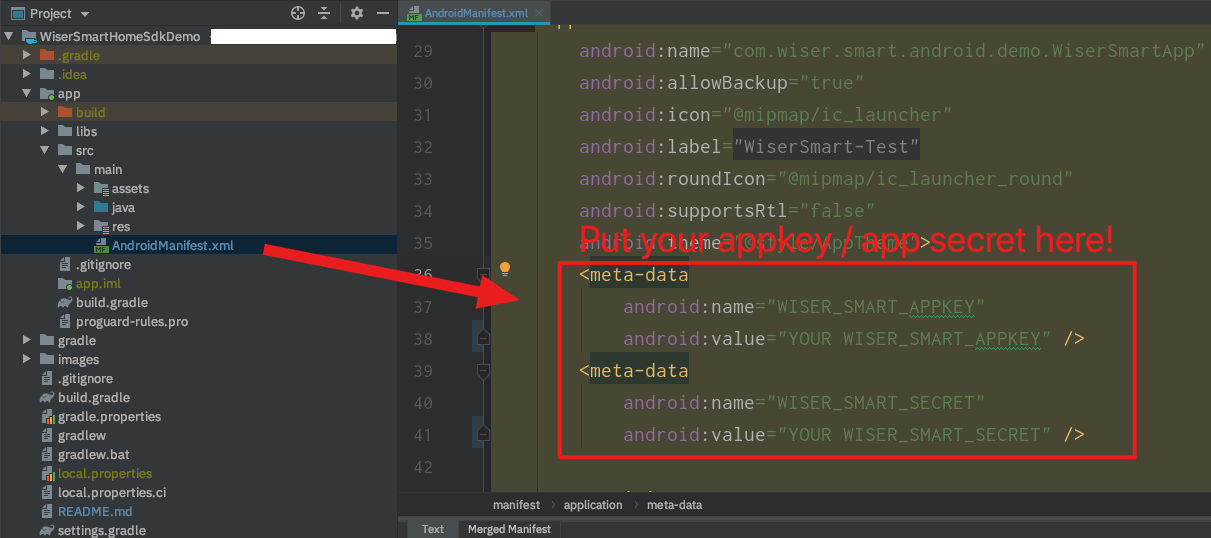 Project
WiserSmartHomeSdkDemo
.gradle
.idea
app
build
libs
src
main
assets
java
res
AndroidManifest.xml
.gitignore
app.iml
build.gradle
proguard-rules.pro
gradle
images
.gitignore
build.gradle
gradle.properties
gradlew
gradlew.bat
local.properties
local.properties.ci
README.md
settings.gradle
AndroidManifest.xml
29 android:name="com.wiser.smart.android.demo.WiserSmartApp"
30 android:allowBackup="true"
31 android:icon="@mipmap/ic_launcher"
32 android:label="WiserSmart-Test"
33 android:roundIcon="@mipmap/ic_launcher_round"
34 android:supportsRtl="false"
Put your appkey / app secret here!
35 android:theme="@style/AppTheme">
36 <meta-data
37 android:name="WISER_SMART_APPKEY"
38 android:value="YOUR WISER_SMART_APPKEY" />
39 <meta-data
40 android:name="WISER_SMART_SECRET"
41 android:value="YOUR WISER_SMART_SECRET" />
42
manifest application meta-data
Text Merged Manifest